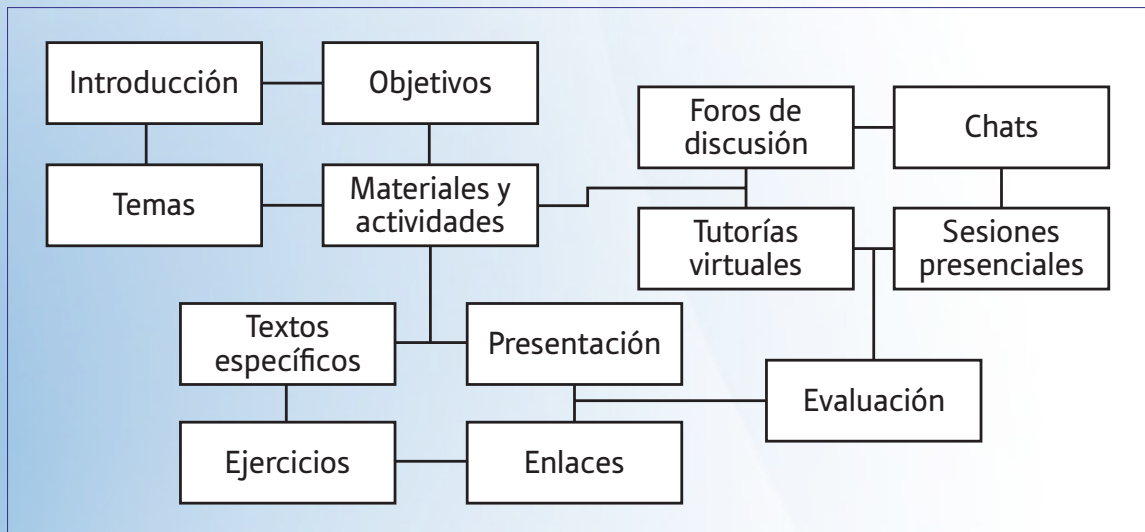 Introducción
Objetivos
Foros de
discusión
Chats
Temas
Materiales y
actividades
Tutorías
virtuales
Sesiones
presenciales
Textos
específicos
Presentación
Evaluación
Ejercicios
Enlaces